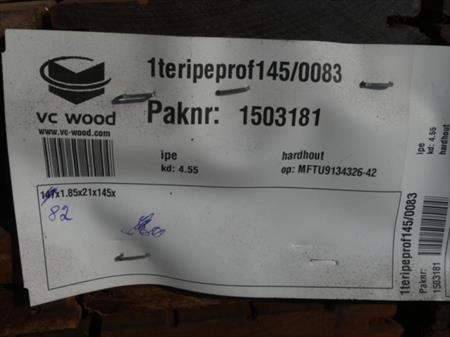 1teripeprof145/0083
VC WOOD
www.vc-wood.com
Paknr: 1503181
ipe
kd: 4.55
hardhout
op: MFTU9134326-42
x1.85x21x145x
82
ipe
kd: 4.55
1teripeprof145/0083
Paknr:
1503181